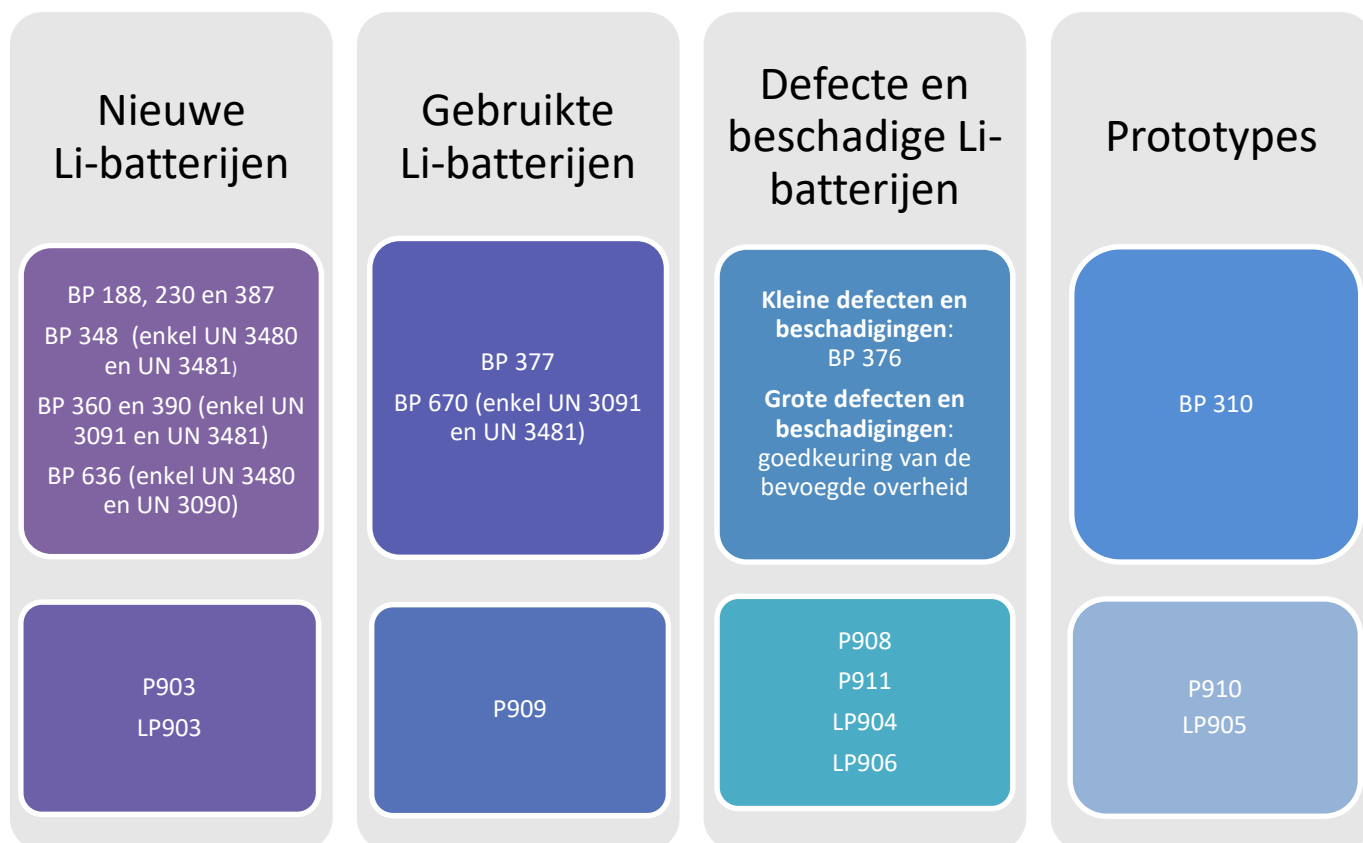 Nieuwe
Li-batterijen
BP 188, 230 en 387
BP 348  (enkel UN 3480
en UN 3481)
BP 360 en 390 (enkel UN
3091 en UN 3481)
BP 636 (enkel UN 3480
en UN 3090)
P903
LP903
Gebruikte
Li-batterijen
BP 377
BP 670 (enkel UN 3091
en UN 3481)
P909
Defecte en
beschadige Li-
batterijen
Kleine defecten en
beschadigingen:
BP 376
Grote defecten en
beschadigingen:
goedkeuring van de
bevoegde overheid
P908
P911
LP904
LP906
Prototypes
BP 310
P910
LP905